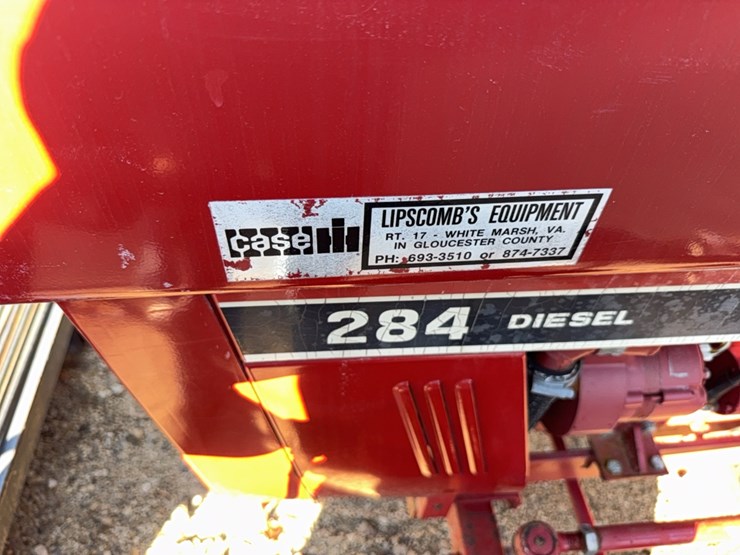 case IH
LIPSCOMB'S EQUIPMENT
RT. 17 - WHITE MARSH, VA.
IN GLOUCESTER COUNTY
PH: 693-3510 or 874-7337
284 DIESEL